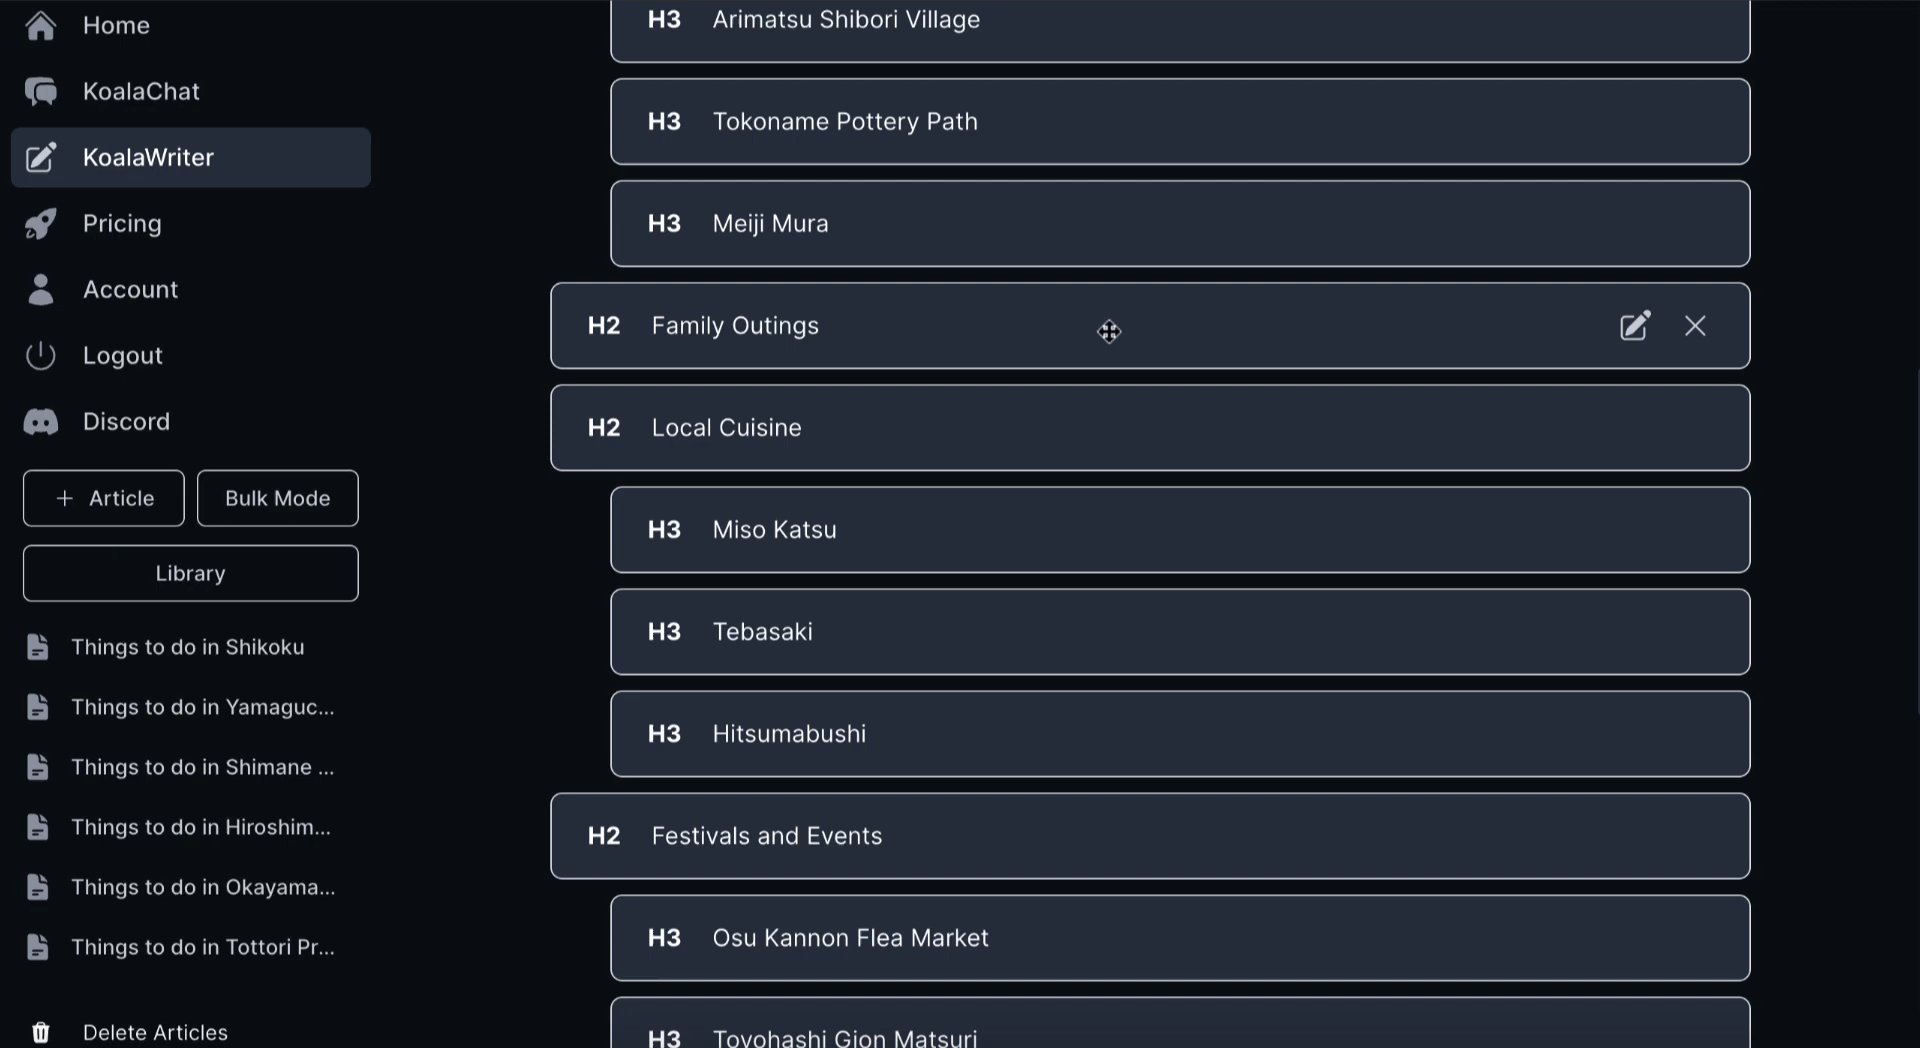 Home
KoalaChat
KoalaWriter
Pricing
Account
Logout
Discord
+ Article
Bulk Mode
Library
Things to do in Shikoku
Things to do in Yamaguc...
Things to do in Shimane ...
Things to do in Hiroshim...
Things to do in Okayama...
Things to do in Tottori Pr...
Delete Articles
H3 Arimatsu Shibori Village
H3 Tokoname Pottery Path
H3 Meiji Mura
H2 Family Outings
H2 Local Cuisine
H3 Miso Katsu
H3 Tebasaki
H3 Hitsumabushi
H2 Festivals and Events
H3 Osu Kannon Flea Market
H3 Toyohashi Gion Matsuri